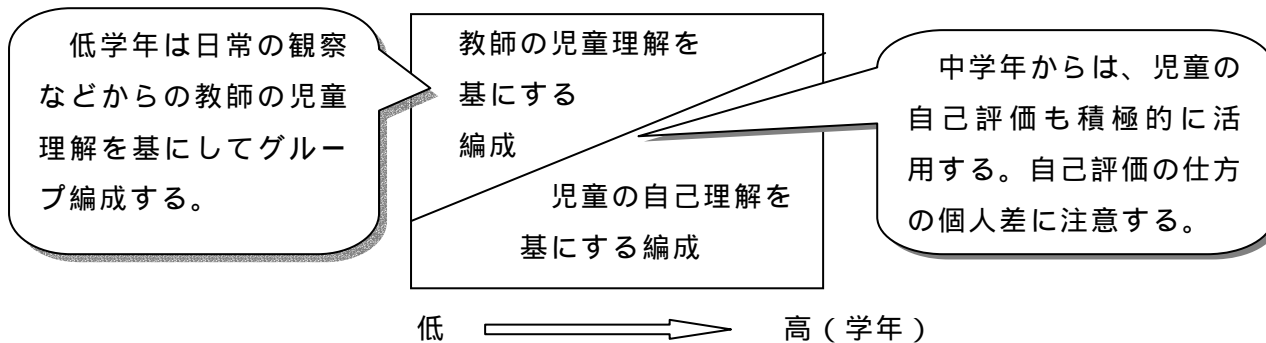 低学年は日常の観察
などからの教師の児童
理解を基にしてグルー
プ編成する。
教師の児童理解を
基にする
編成
児童の自己理解を
基にする編成
中学年からは、児童の
自己評価も積極的に活
用する。自己評価の仕方
の個人差に注意する。
低 高(学年)